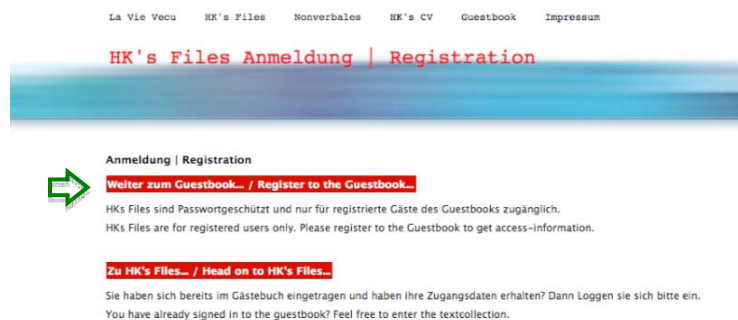 La Vie Vecu HK's Files Nonverbales HK's CV Guestbook Impressum
HK's Files Anmeldung | Registration
Anmeldung | Registration
Weiter zum Guestbook... / Register to the Guestbook...
HKs Files sind Passwortgeschützt und nur für registrierte Gäste des Guestbooks zugänglich.
HKs Files are for registered users only. Please register to the Guestbook to get access-information.
Zu HK's Files... / Head on to HK's Files...
Sie haben sich bereits im Gästebuch eingetragen und haben ihre Zugangsdaten erhalten? Dann Loggen sie sich bitte ein.
You have already signed in to the guestbook? Feel free to enter the textcollection.